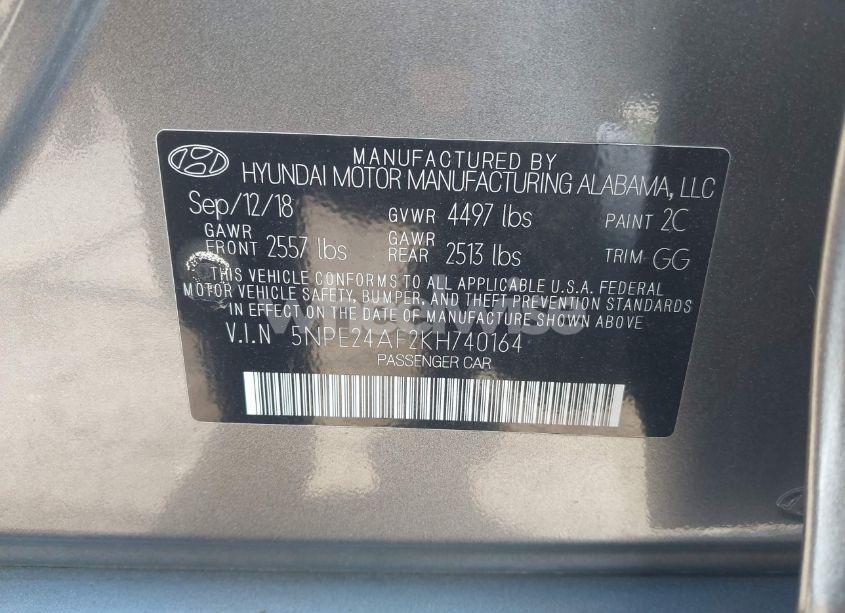 MANUFACTURED BY
HYUNDAI MOTOR MANUFACTURING ALABAMA, LLC
Sep/12/18 GVWR 4497 lbs PAINT 2C
GAWR FRONT 2557 lbs GAWR REAR 2513 lbs TRIM GG
THIS VEHICLE CONFORMS TO ALL APPLICABLE U.S.A. FEDERAL
MOTOR VEHICLE SAFETY, BUMPER, AND THEFT PREVENTION STANDARDS
IN EFFECT ON THE DATE OF MANUFACTURE SHOWN ABOVE.
V.I.N 5NPE24AF2KH740164
PASSENGER CAR